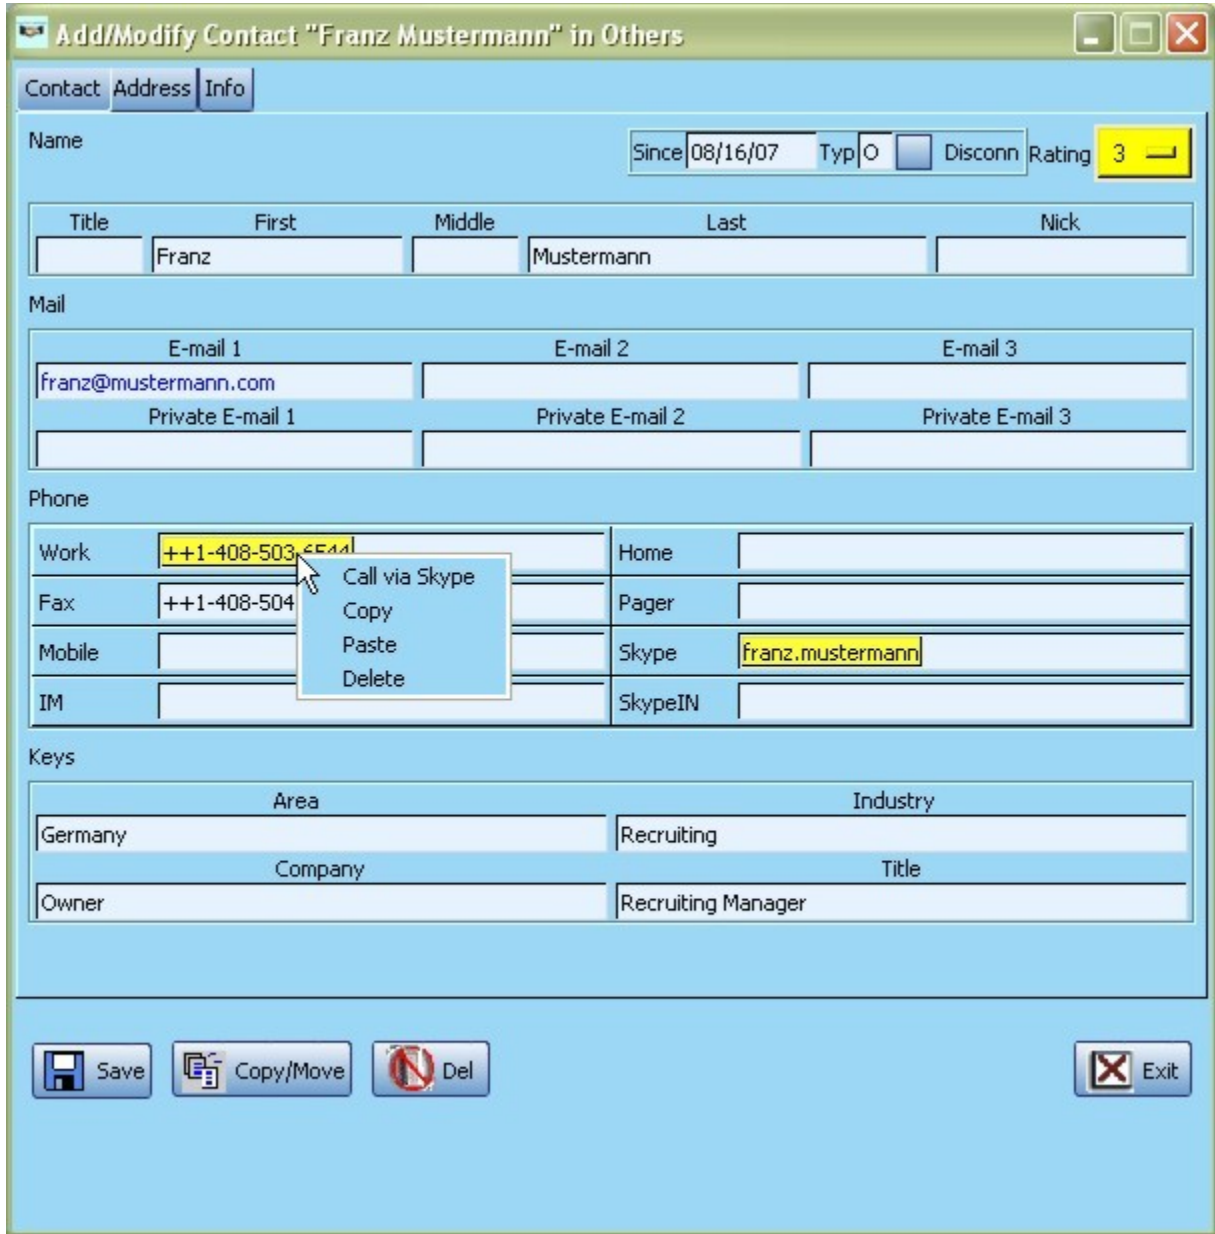 Add/Modify Contact "Franz Mustermann" in Others
Contact Address Info
Name
Since 08/16/07 Typ O Disconn Rating 3
Title First Middle Last Nick
Franz Mustermann
Mail
E-mail 1 E-mail 2 E-mail 3
franz@mustermann.com
Private E-mail 1 Private E-mail 2 Private E-mail 3
Phone
Work ++1-408-503-6544 Home
Call via Skype
Fax ++1-408-504 Pager
Copy
Paste
Mobile Skype franz.mustermann
Delete
IM SkypeIN
Keys
Area Industry
Germany Recruiting
Company Title
Owner Recruiting Manager
Save Copy/Move Del Exit